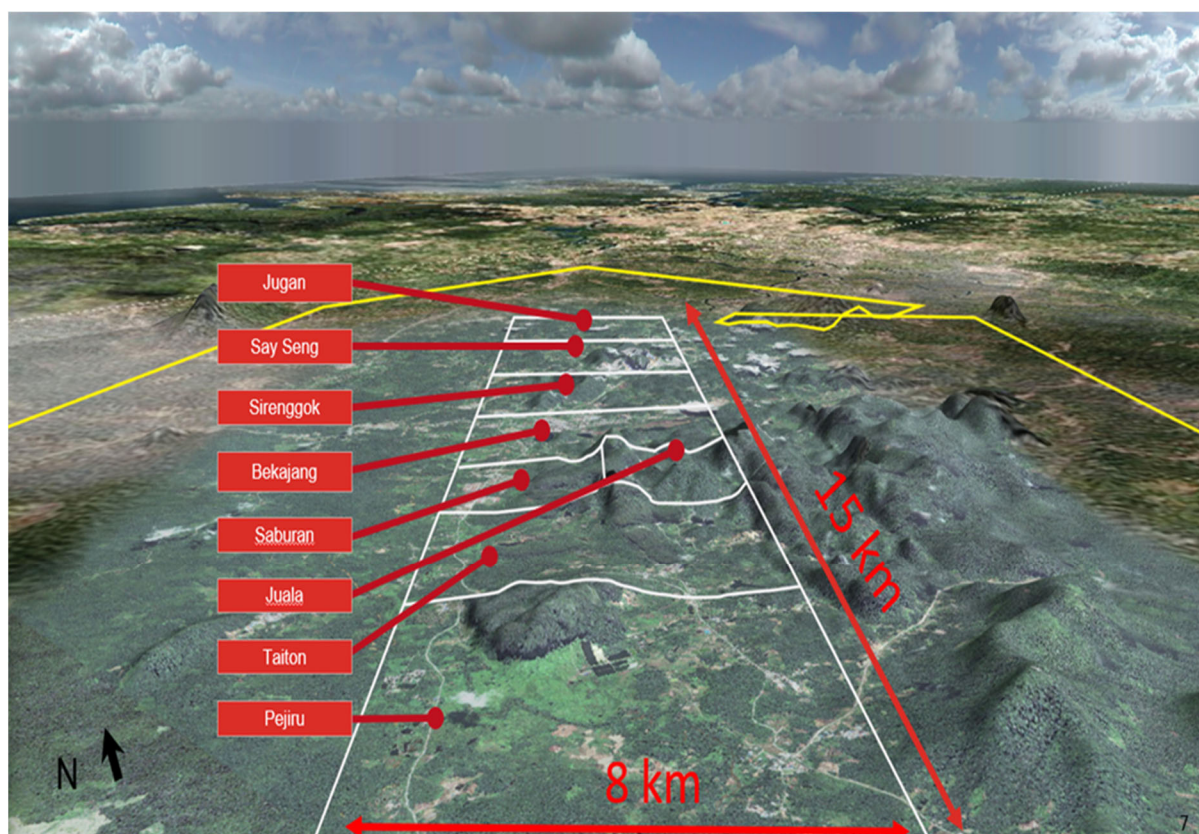 Jugan
Say Seng
Sirenggok
Bekajang
Saburan
Juala
Taiton
Pejiru
15 km
N
8 km
7